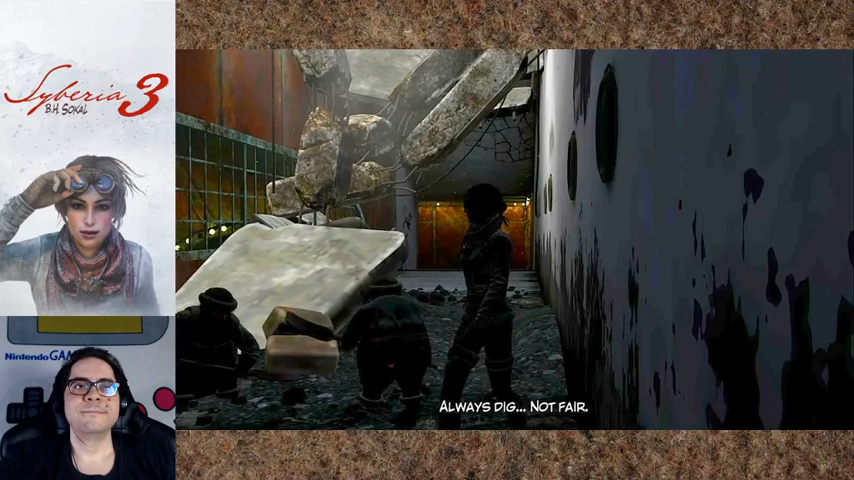 Syberia 3
B.H. Sokal
Nintendo GAM
ALWAYS DIG... NOT FAIR.